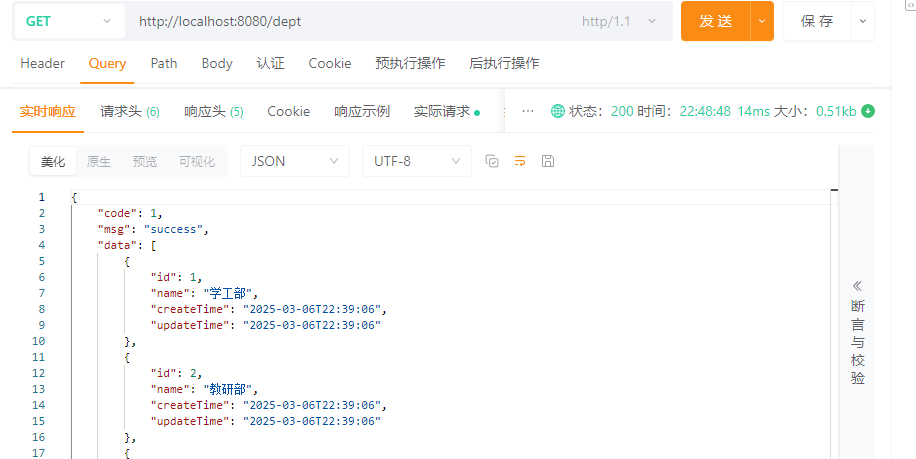 GET http://localhost:8080/dept http/1.1 发 送 保 存
Header Query Path Body 认证 Cookie 预执行操作 后执行操作
实时响应 请求头 (6) 响应头 (5) Cookie 响应示例 实际请求 ··· 状态: 200 时间: 22:48:48 14ms 大小: 0.51kb
美化 原生 预览 可视化 JSON UTF-8
1 {
2 "code": 1,
3 "msg": "success",
4 "data": [
5 {
6 "id": 1,
7 "name": "学工部",
8 "createTime": "2025-03-06T22:39:06",
9 "updateTime": "2025-03-06T22:39:06"
10 },
11 {
12 "id": 2,
13 "name": "教研部",
14 "createTime": "2025-03-06T22:39:06",
15 "updateTime": "2025-03-06T22:39:06"
16 },
17 {
断言与校验